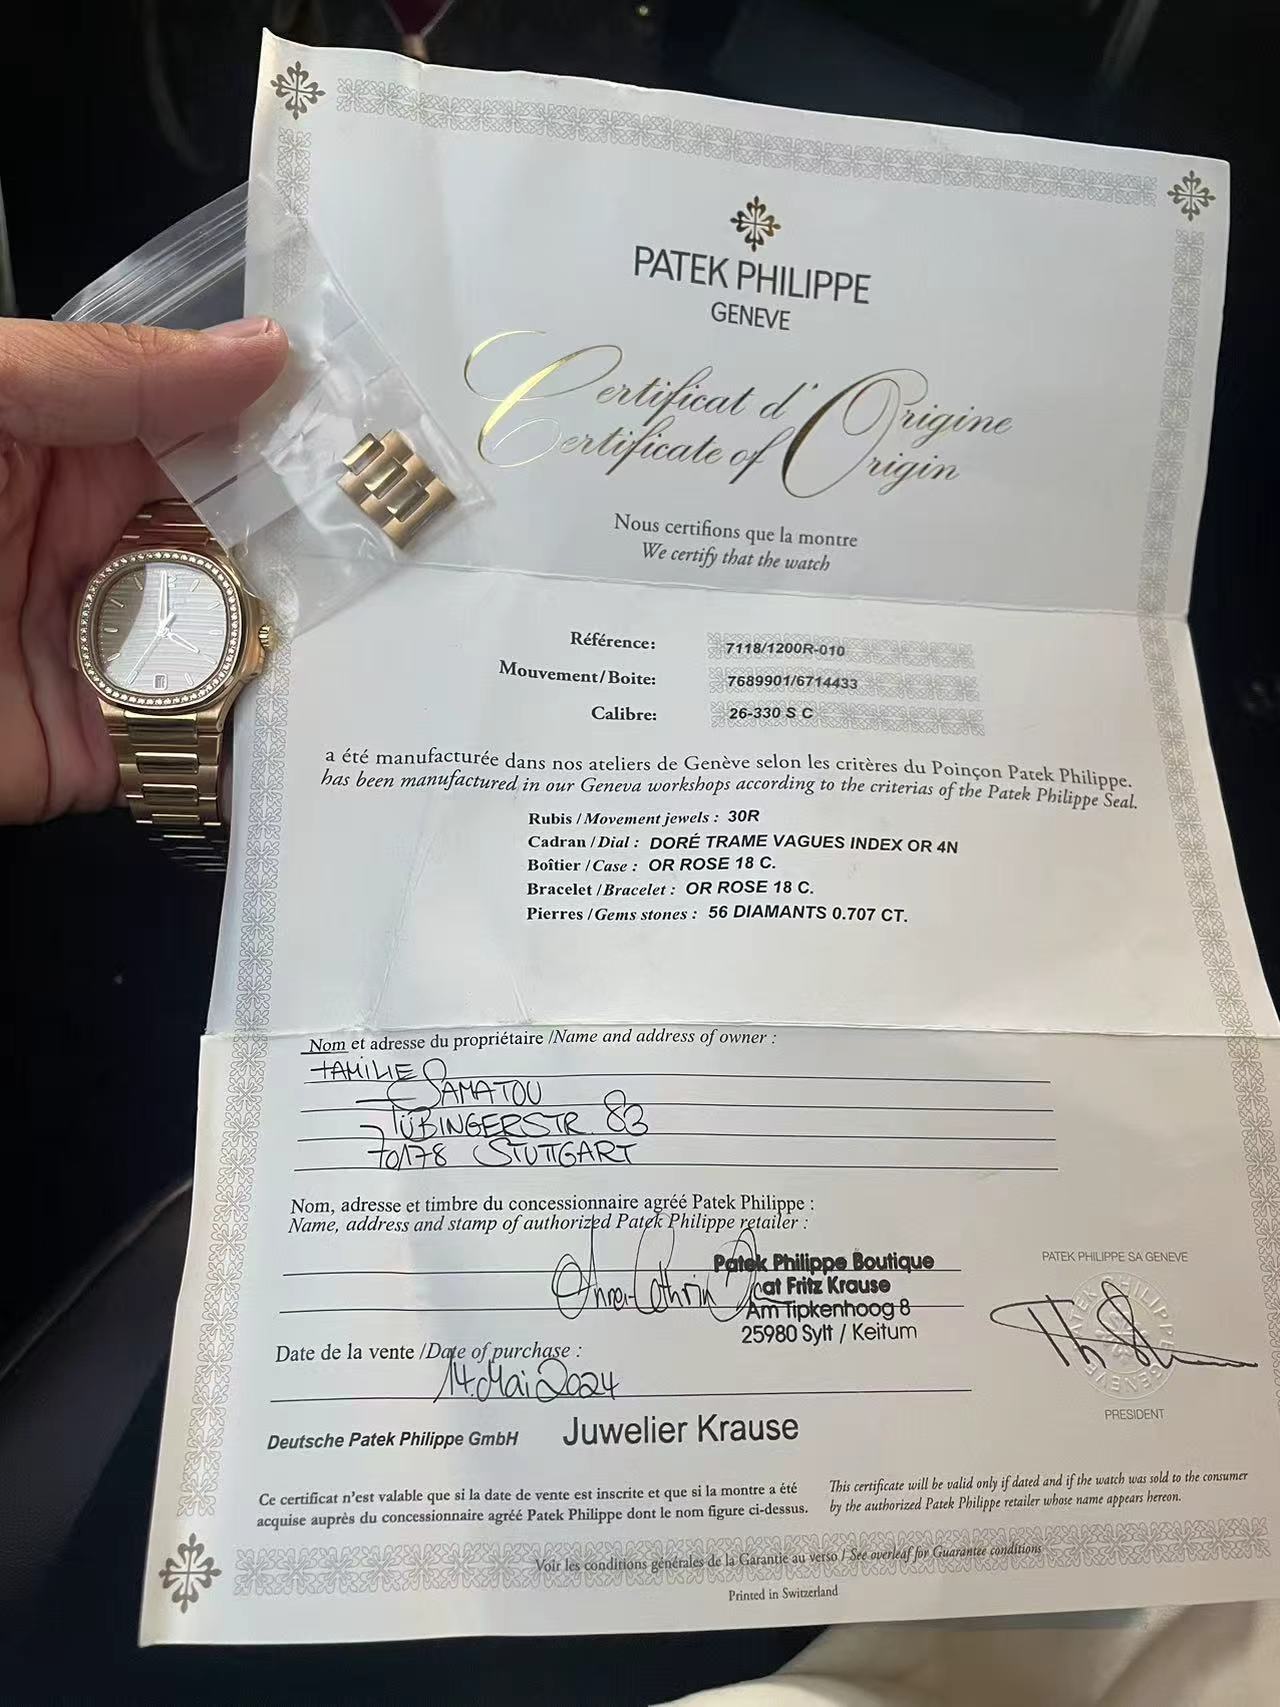 PATEK PHILIPPE
GENEVE
Certificat d'Origine
Certificate of Origin
Nous certifions que la montre
We certify that the watch
Référence: 7118/1200R-010
Mouvement/Boite: 7689901/6714433
Calibre: 26-330 S C
a été manufacturée dans nos ateliers de Genève selon les critères du Poinçon Patek Philippe.
has been manufactured in our Geneva workshops according to the criterias of the Patek Philippe Seal.
Rubis / Movement jewels : 30R
Cadran / Dial : DORÉ TRAME VAGUES INDEX OR 4N
Boîtier / Case : OR ROSE 18 C.
Bracelet / Bracelet : OR ROSE 18 C.
Pierres / Gems stones : 56 DIAMANTS 0.707 CT.
Nom et adresse du propriétaire /Name and address of owner :
FAMILIE
SAMATOU
TÜBINGERSTR. 83
70178 STUTTGART
Nom, adresse et timbre du concessionnaire agréé Patek Philippe :
Name, address and stamp of authorized Patek Philippe retailer :
Patek Philippe Boutique
at Fritz Krause
Am Tipkenhoog 8
25980 Sylt / Keitum
PATEK PHILIPPE SA GENEVE
PRESIDENT
Date de la vente /Date of purchase :
14. Mai 2024
Deutsche Patek Philippe GmbH
Juwelier Krause
Ce certificat n'est valable que si la date de vente est inscrite et que si la montre a été
acquise auprès du concessionnaire agréé Patek Philippe dont le nom figure ci-dessus.
This certificate will be valid only if dated and if the watch was sold to the consumer
by the authorized Patek Philippe retailer whose name appears hereon.
Voir les conditions générales de la Garantie au verso / See overleaf for Guarantee conditions
Printed in Switzerland